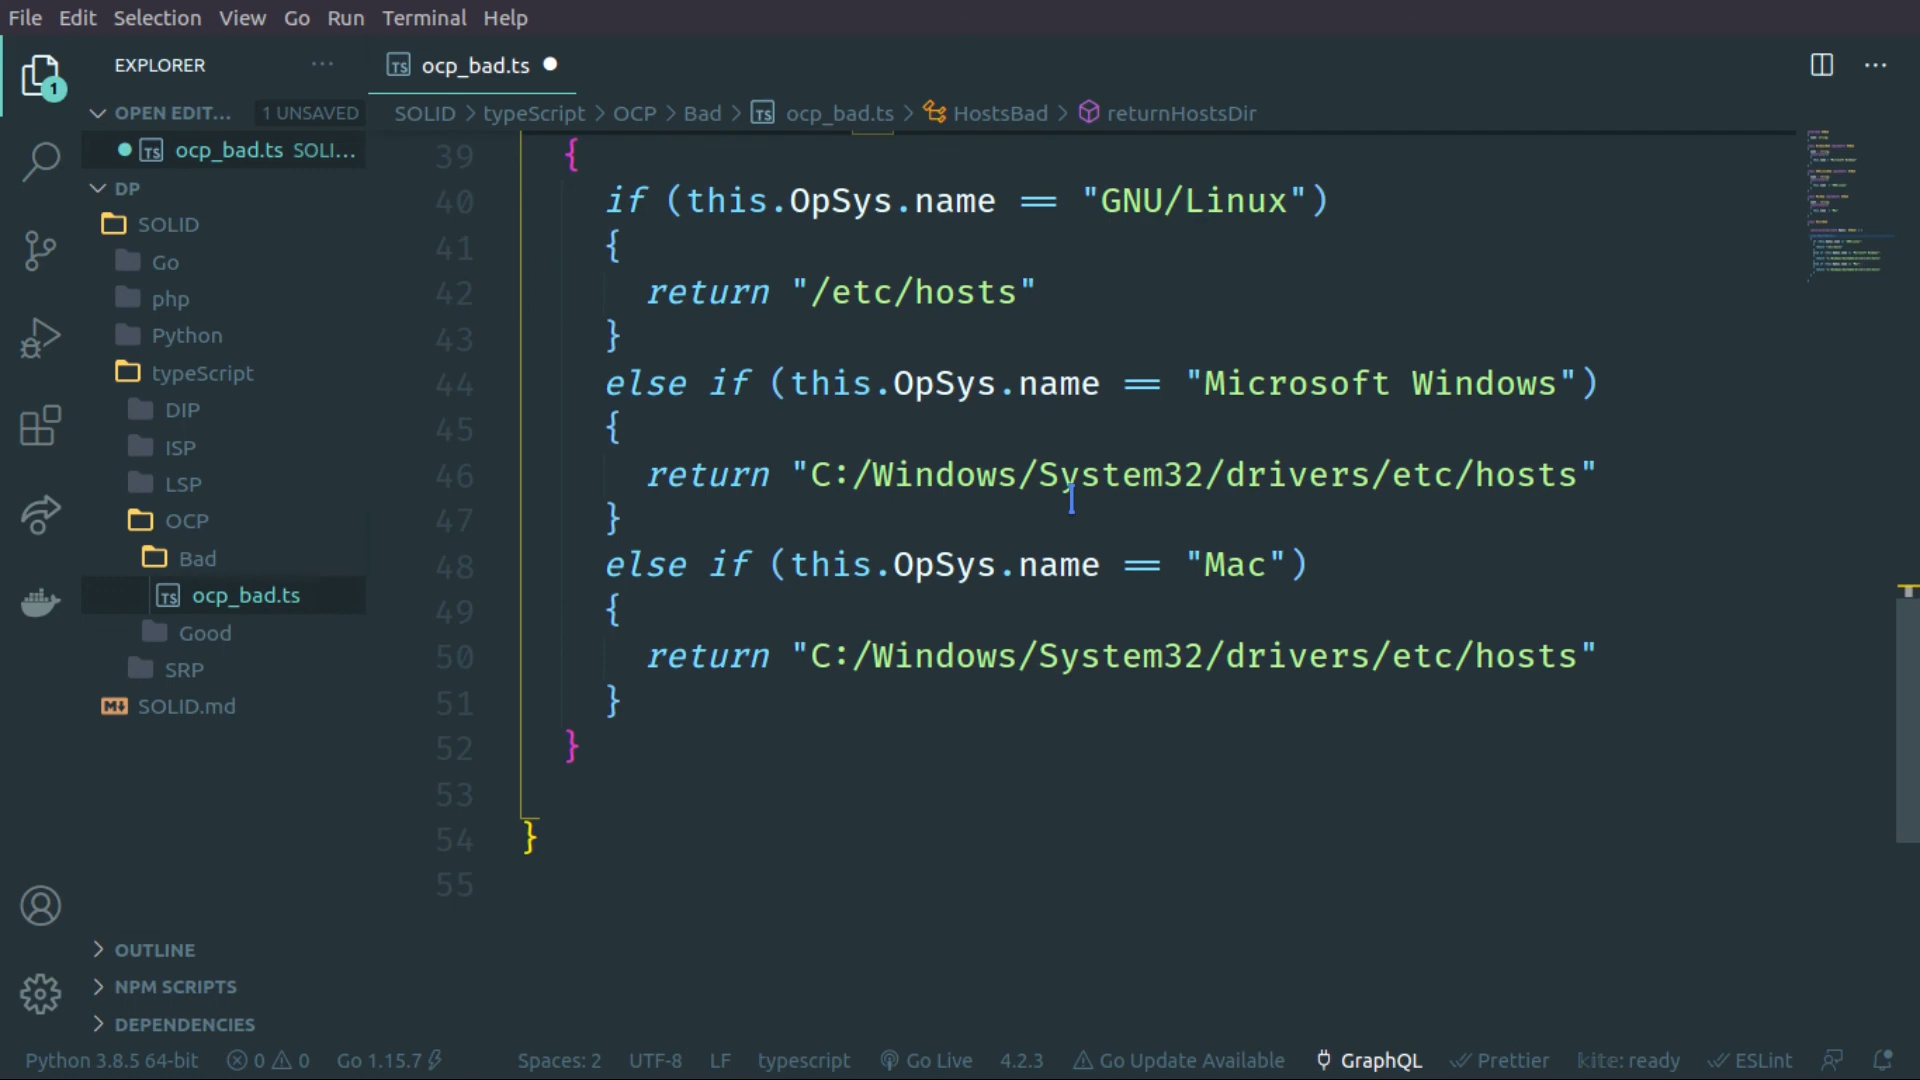 File Edit Selection View Go Run Terminal Help
EXPLORER ···
TS ocp_bad.ts
···
1
OPEN EDIT... 1 UNSAVED
SOLID > typeScript > OCP > Bad > TS ocp_bad.ts > HostsBad > returnHostsDir
TS ocp_bad.ts SOLI...
DP
SOLID
Go
php
Python
typeScript
DIP
ISP
LSP
OCP
Bad
TS ocp_bad.ts
Good
SRP
M↓ SOLID.md
OUTLINE
NPM SCRIPTS
DEPENDENCIES
39 {
40 if (this.OpSys.name == "GNU/Linux")
41 {
42 return "/etc/hosts"
43 }
44 else if (this.OpSys.name == "Microsoft Windows")
45 {
46 return "C:/Windows/System32/drivers/etc/hosts"
47 }
48 else if (this.OpSys.name == "Mac")
49 {
50 return "C:/Windows/System32/drivers/etc/hosts"
51 }
52 }
53
54 }
55
Python 3.8.5 64-bit 0 0 Go 1.15.7 Spaces: 2 UTF-8 LF typescript Go Live 4.2.3 Go Update Available GraphQL Prettier kite: ready ESLint